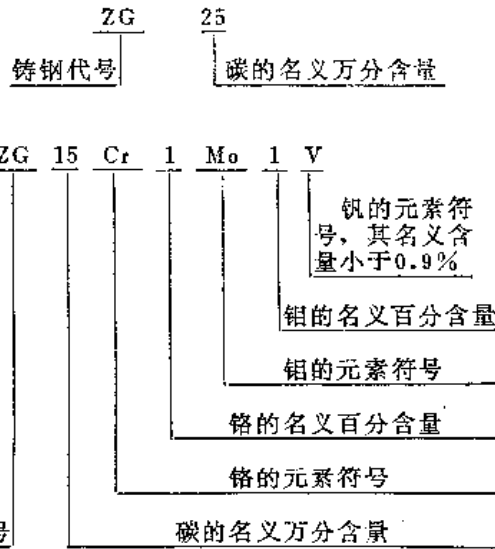 ZG 25
铸钢代号 碳的名义万分含量
ZG 15 Cr 1 Mo 1 V
钒的元素符
号，其名义含
量小于0.9%
钼的名义百分含量
钼的元素符号
铬的名义百分含量
铬的元素符号
号 碳的名义万分含量